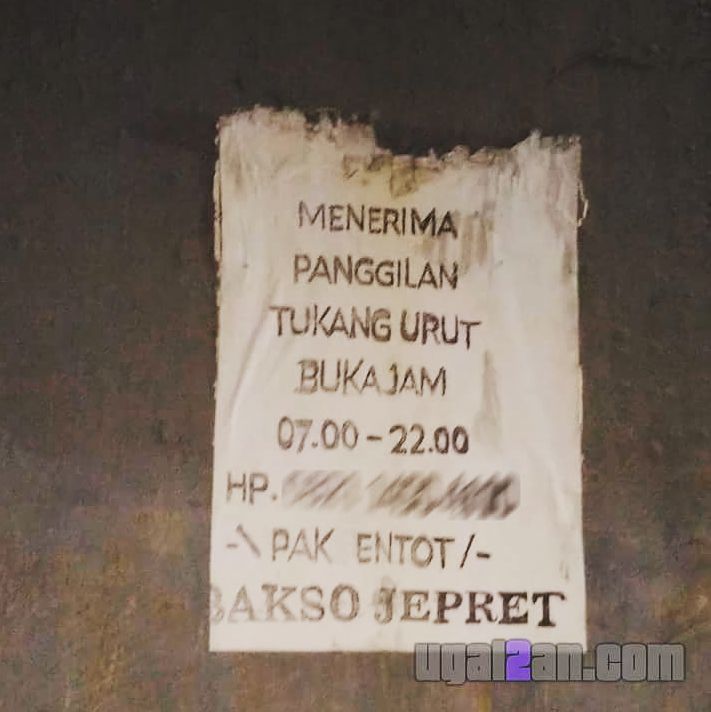 MENERIMA
PANGGILAN
TUKANG URUT
BUKA JAM
07.00 - 22.00
HP.
-\ PAK ENTOT /-
BAKSO JEPRET
ugal2an.com